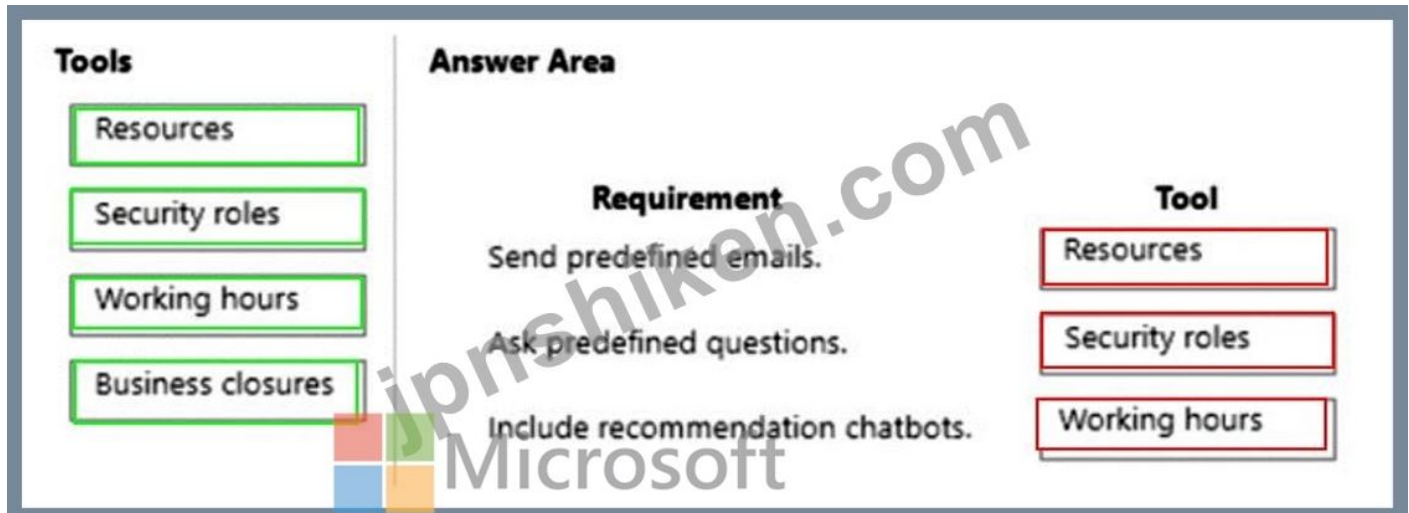 Tools
Resources
Security roles
Working hours
Business closures
Answer Area
Requirement
Tool
Send predefined emails.
Resources
Ask predefined questions.
Security roles
Include recommendation chatbots.
Working hours
jpnshiken.com
Microsoft